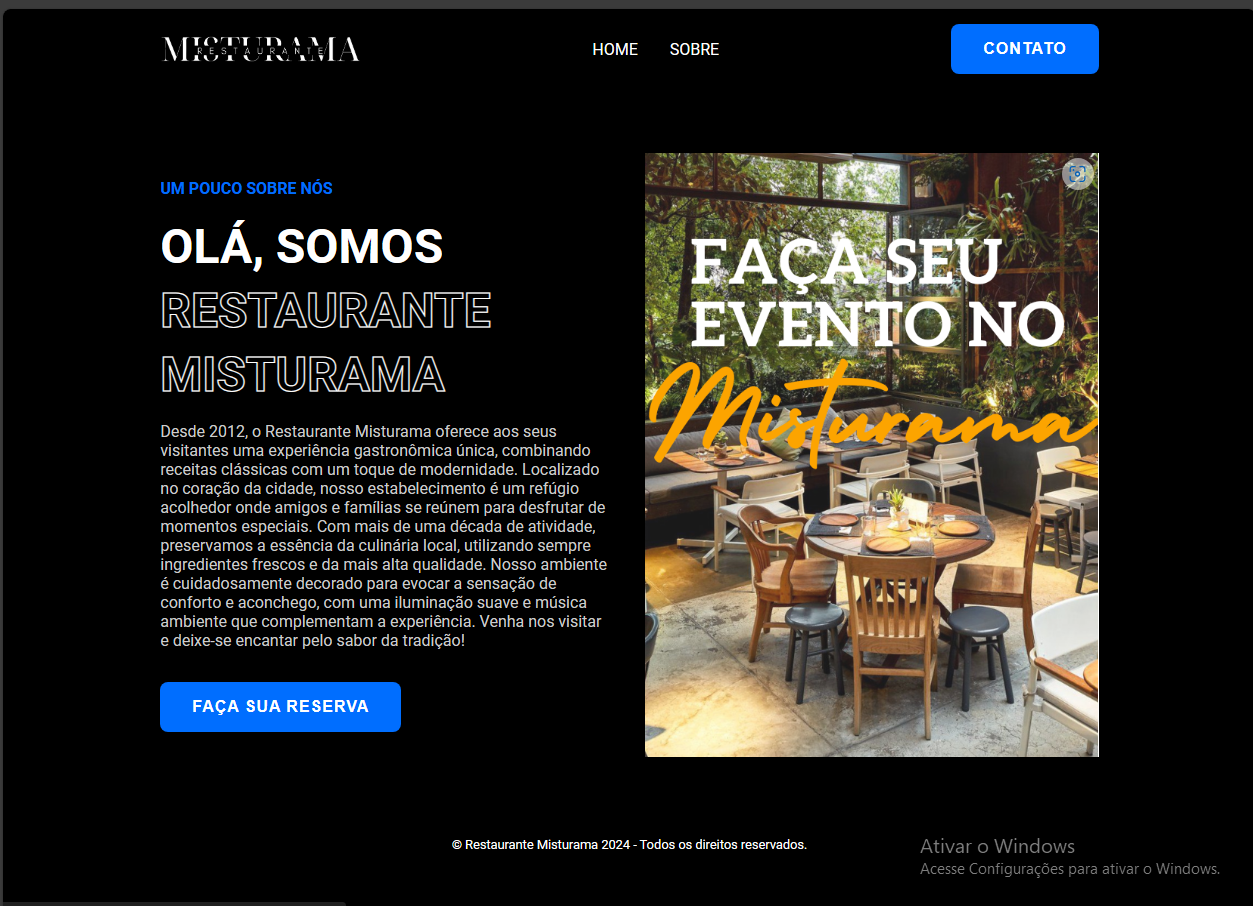 MISTURAMA
RESTAURANTE
HOME
SOBRE
CONTATO
UM POUCO SOBRE NÓS
OLÁ, SOMOS
RESTAURANTE
MISTURAMA
Desde 2012, o Restaurante Misturama oferece aos seus
visitantes uma experiência gastronômica única, combinando
receitas clássicas com um toque de modernidade. Localizado
no coração da cidade, nosso estabelecimento é um refúgio
acolhedor onde amigos e famílias se reúnem para desfrutar de
momentos especiais. Com mais de uma década de atividade,
preservamos a essência da culinária local, utilizando sempre
ingredientes frescos e da mais alta qualidade. Nosso ambiente
é cuidadosamente decorado para evocar a sensação de
conforto e aconchego, com uma iluminação suave e música
ambiente que complementam a experiência. Venha nos visitar
e deixe-se encantar pelo sabor da tradição!
FAÇA SUA RESERVA
FAÇA SEU
EVENTO NO
Misturama
© Restaurante Misturama 2024 - Todos os direitos reservados.
Ativar o Windows
Acesse Configurações para ativar o Windows.